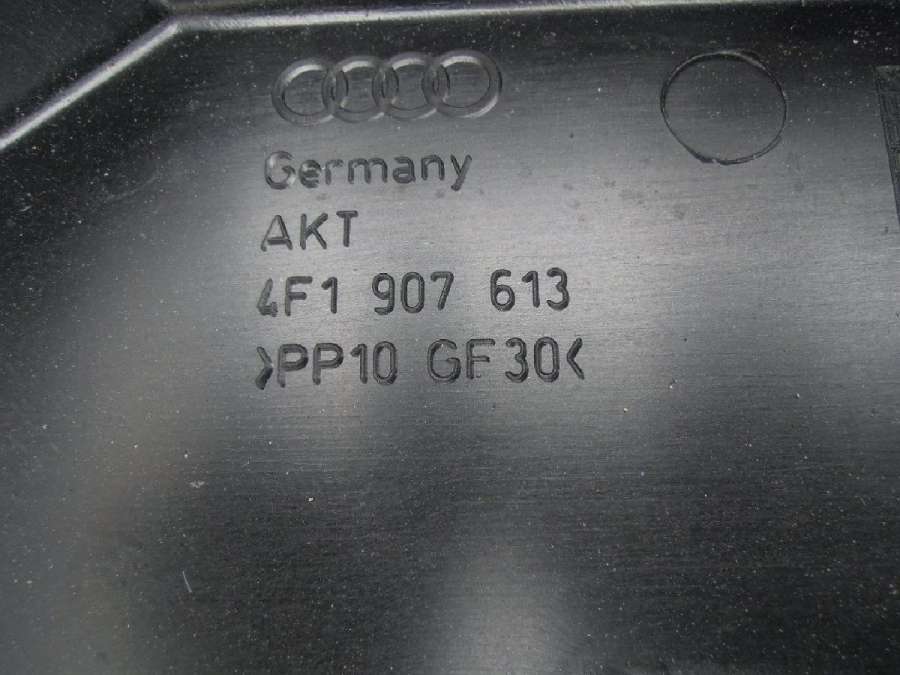 Germany
AKT
4F1 907 613
>PP10 GF30<